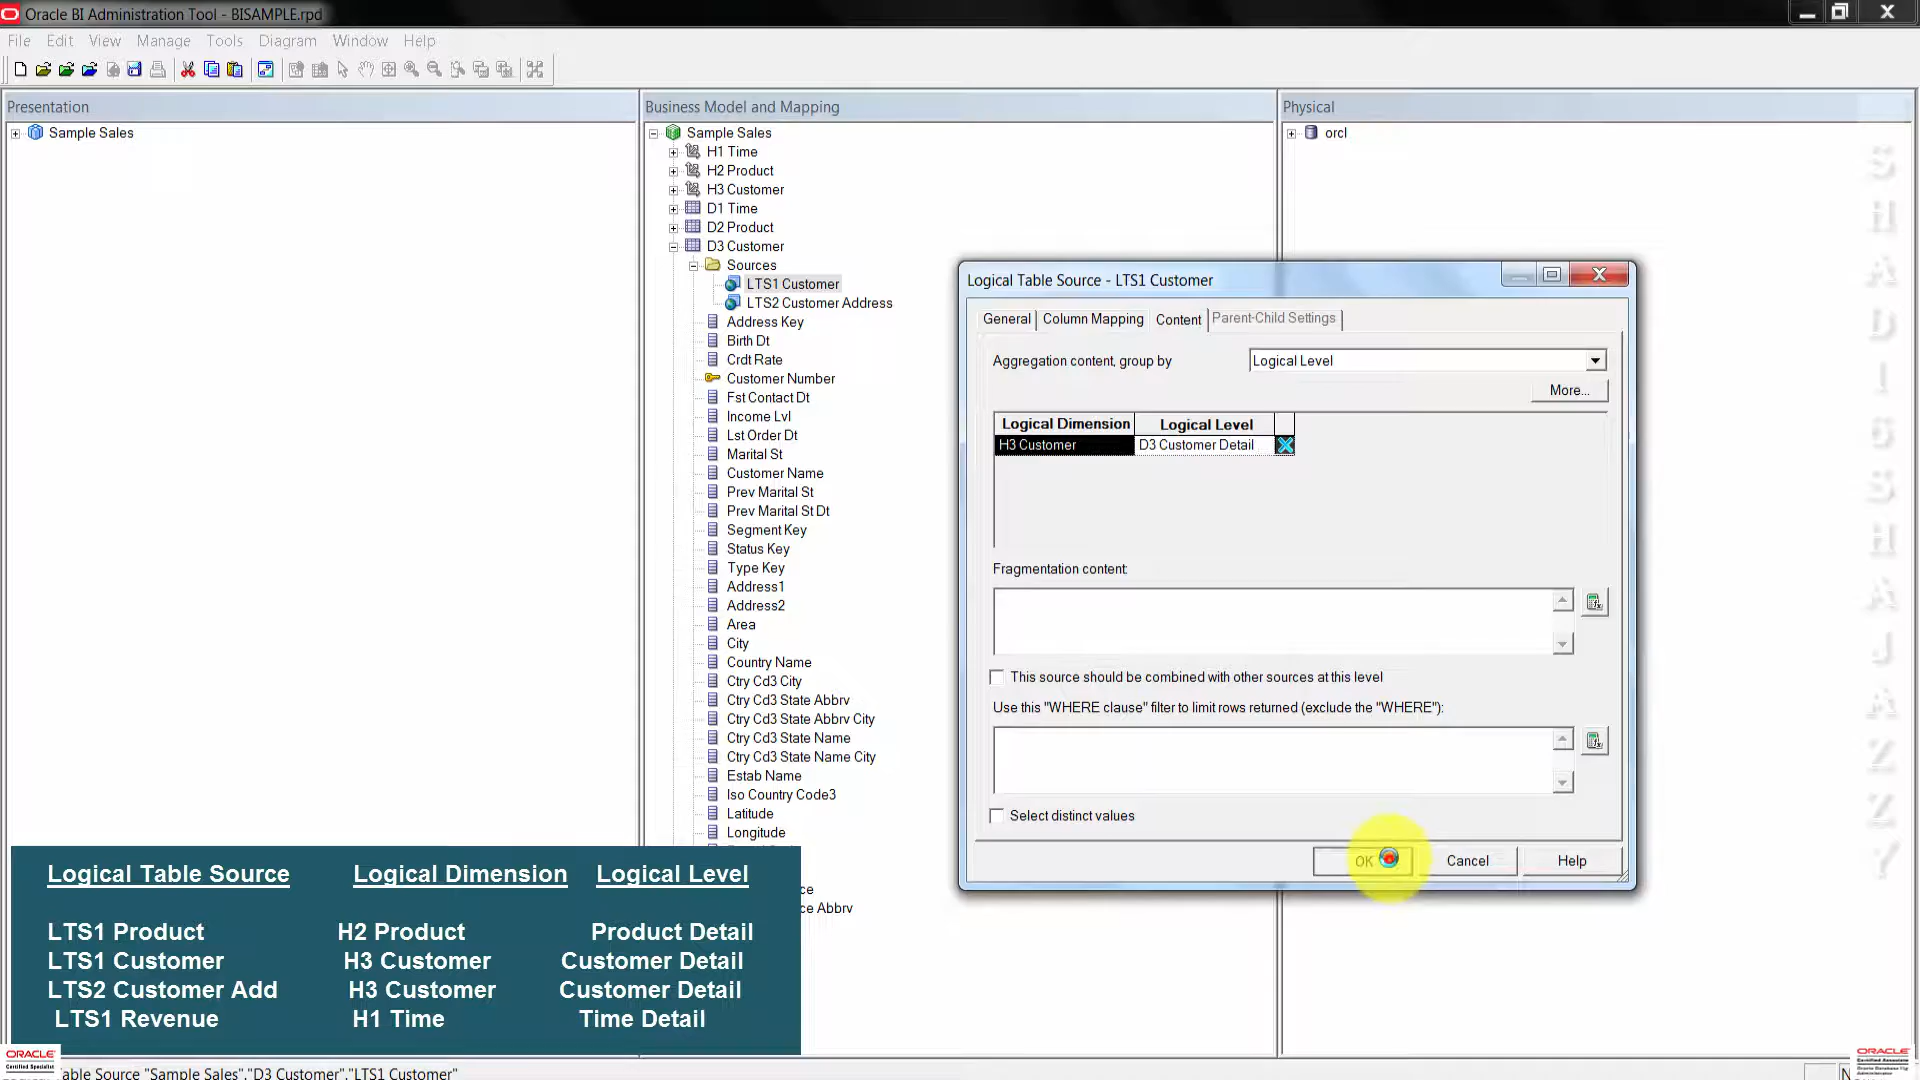 Oracle BI Administration Tool - BISAMPLE.rpd
File Edit View Manage Tools Diagram Window Help
Presentation
Sample Sales
Business Model and Mapping
Sample Sales
H1 Time
H2 Product
H3 Customer
D1 Time
D2 Product
D3 Customer
Sources
LTS1 Customer
LTS2 Customer Address
Address Key
Birth Dt
Crdt Rate
Customer Number
Fst Contact Dt
Income Lvl
Lst Order Dt
Marital St
Customer Name
Prev Marital St
Prev Marital St Dt
Segment Key
Status Key
Type Key
Address1
Address2
Area
City
Country Name
Ctry Cd3 City
Ctry Cd3 State Abbrv
Ctry Cd3 State Abbrv City
Ctry Cd3 State Name
Ctry Cd3 State Name City
Estab Name
Iso Country Code3
Latitude
Longitude
ce
ce Abbrv
Physical
orcl
Logical Table Source - LTS1 Customer
General Column Mapping Content Parent-Child Settings
Aggregation content, group by Logical Level
More...
Logical Dimension Logical Level
H3 Customer D3 Customer Detail
Fragmentation content:
This source should be combined with other sources at this level
Use this "WHERE clause" filter to limit rows returned (exclude the "WHERE"):
Select distinct values
OK Cancel Help
Logical Table Source Logical Dimension Logical Level
LTS1 Product H2 Product Product Detail
LTS1 Customer H3 Customer Customer Detail
LTS2 Customer Add H3 Customer Customer Detail
LTS1 Revenue H1 Time Time Detail
ORACLE
Certified Specialist
able Source "Sample Sales"."D3 Customer"."LTS1 Customer"
ORACLE
Certified Associate